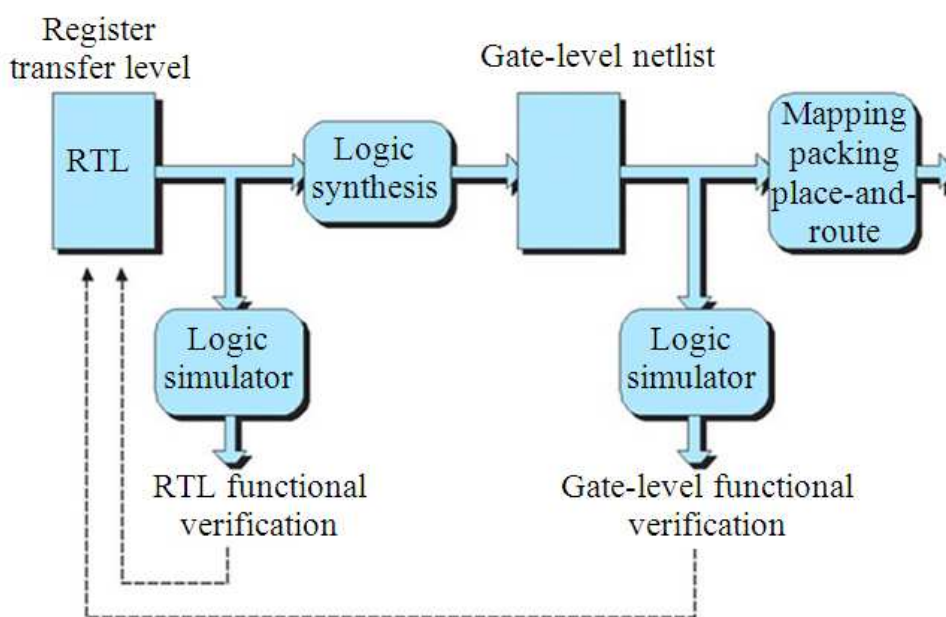 Register
transfer level
Gate-level netlist
RTL
Logic
synthesis
Mapping
packing
place-and-
route
Logic
simulator
Logic
simulator
RTL functional
verification
Gate-level functional
verification